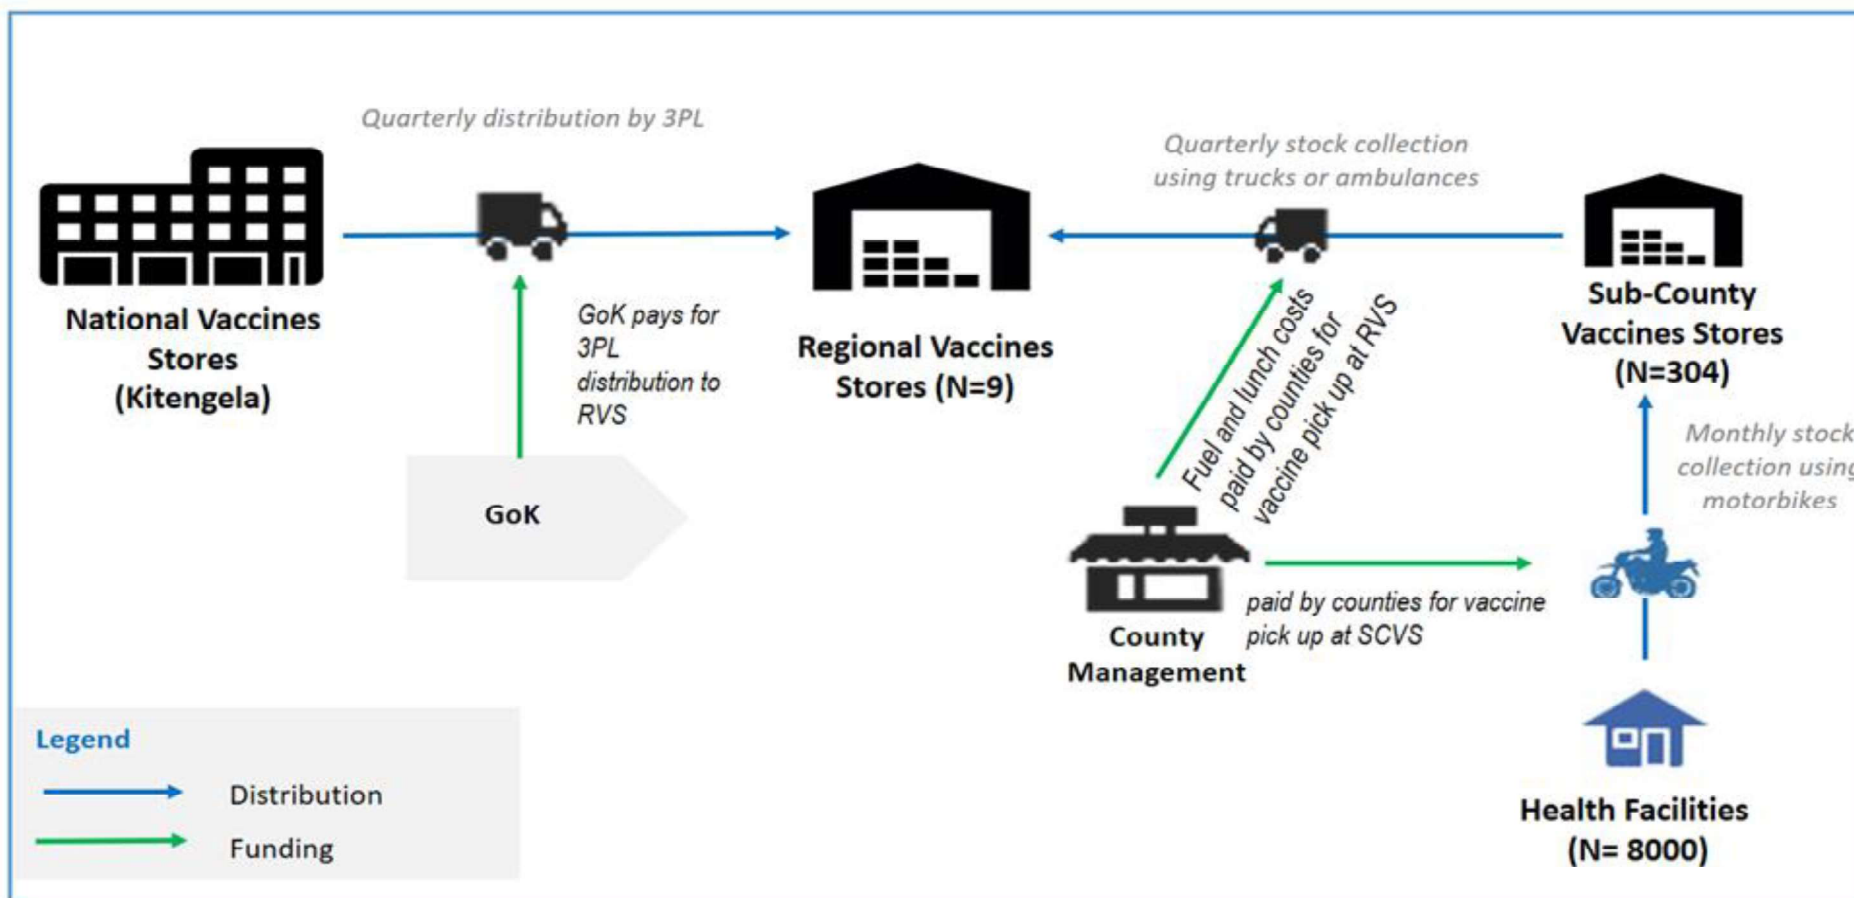 Quarterly distribution by 3PL
National Vaccines
Stores
(Kitengela)
GoK pays for
3PL
distribution to
RVS
GoK
Regional Vaccines
Stores (N=9)
Quarterly stock collection
using trucks or ambulances
Sub-County
Vaccines Stores
(N=304)
Fuel and lunch costs
paid by counties for
vaccine pick up at RVS
Monthly stock
collection using
motorbikes
County
Management
paid by counties for vaccine
pick up at SCVS
Health Facilities
(N= 8000)
Legend
Distribution
Funding